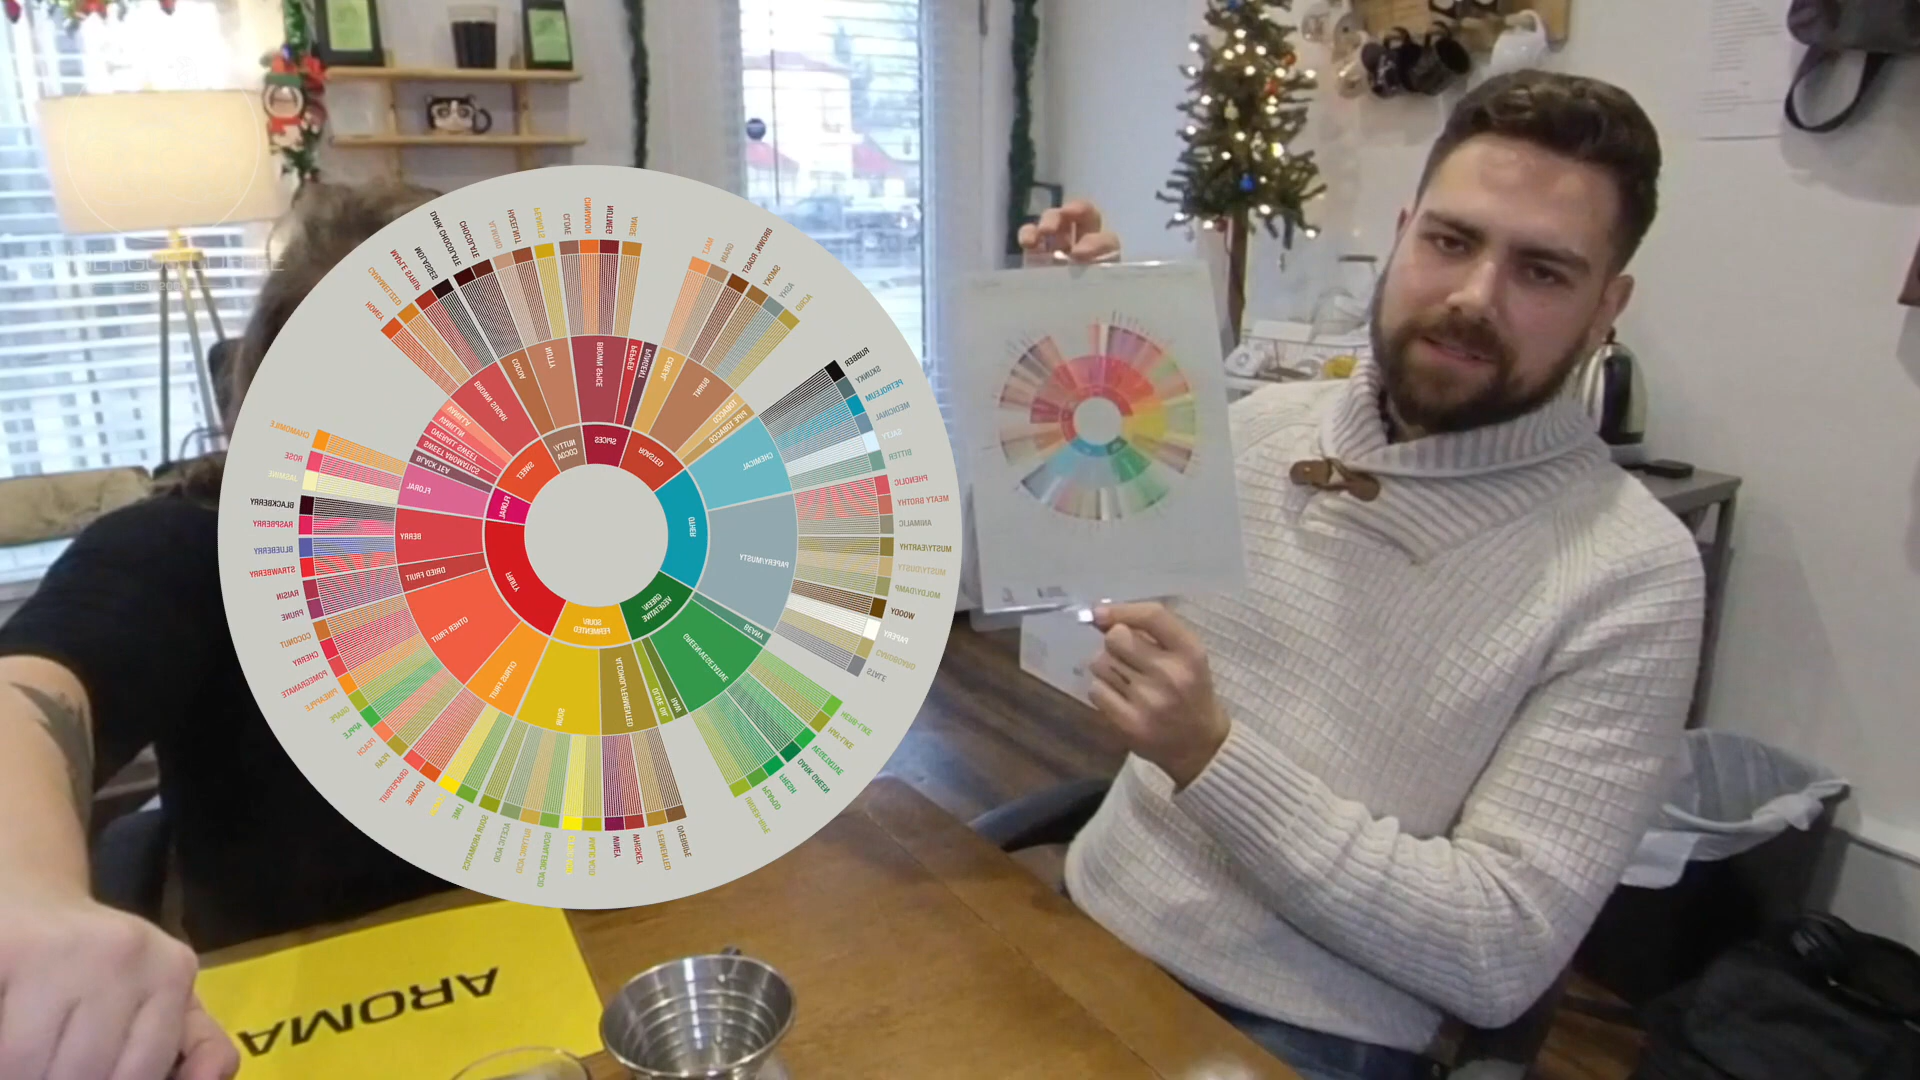 EST. 20
AROMA
SPICES
ROASTED
OTHER
GREEN/
VEGETATIVE
SOUR/
FERMENTED
FRUITY
FLORAL
SWEET
NUTTY/
COCOA
BROWN SPICE
PEPPER
PUNGENT
CEREAL
BURNT
TOBACCO
PIPE TOBACCO
CHEMICAL
PAPERY/MUSTY
BEANY
GREEN/VEGETATIVE
RAW
OLIVE OIL
ALCOHOL/FERMENTED
SOUR
CITRUS FRUIT
OTHER FRUIT
DRIED FRUIT
BERRY
FLORAL
BLACK TEA
SWEET AROMATICS
OVERALL SWEET
VANILLIN
VANILLA
BROWN SUGAR
COCOA
NUTTY
CLOVE
CINNAMON
NUTMEG
ANISE
MALT
GRAIN
BROWN, ROAST
SMOKY
ASHY
ACRID
RUBBER
SKUNKY
PETROLEUM
MEDICINAL
SALTY
BITTER
PHENOLIC
MEATY BROTHY
ANIMALIC
MUSTY/EARTHY
MUSTY/DUSTY
MOLDY/DAMP
WOODY
PAPERY
CARDBOARD
STALE
HERB-LIKE
HAY-LIKE
VEGETATIVE
DARK GREEN
FRESH
PEAPOD
UNDER-RIPE
OVERRIPE
FERMENTED
WHISKEY
WINEY
MALIC ACID
CITRIC ACID
ISOVALERIC ACID
BUTYRIC ACID
ACETIC ACID
SOUR AROMATICS
LIME
LEMON
ORANGE
GRAPEFRUIT
PEAR
PEACH
APPLE
GRAPE
PINEAPPLE
POMEGRANATE
CHERRY
COCONUT
PRUNE
RAISIN
STRAWBERRY
BLUEBERRY
RASPBERRY
BLACKBERRY
JASMINE
ROSE
CHAMOMILE
HONEY
CARAMELIZED
MAPLE SYRUP
MOLASSES
DARK CHOCOLATE
CHOCOLATE
ALMOND
HAZELNUT
PEANUTS